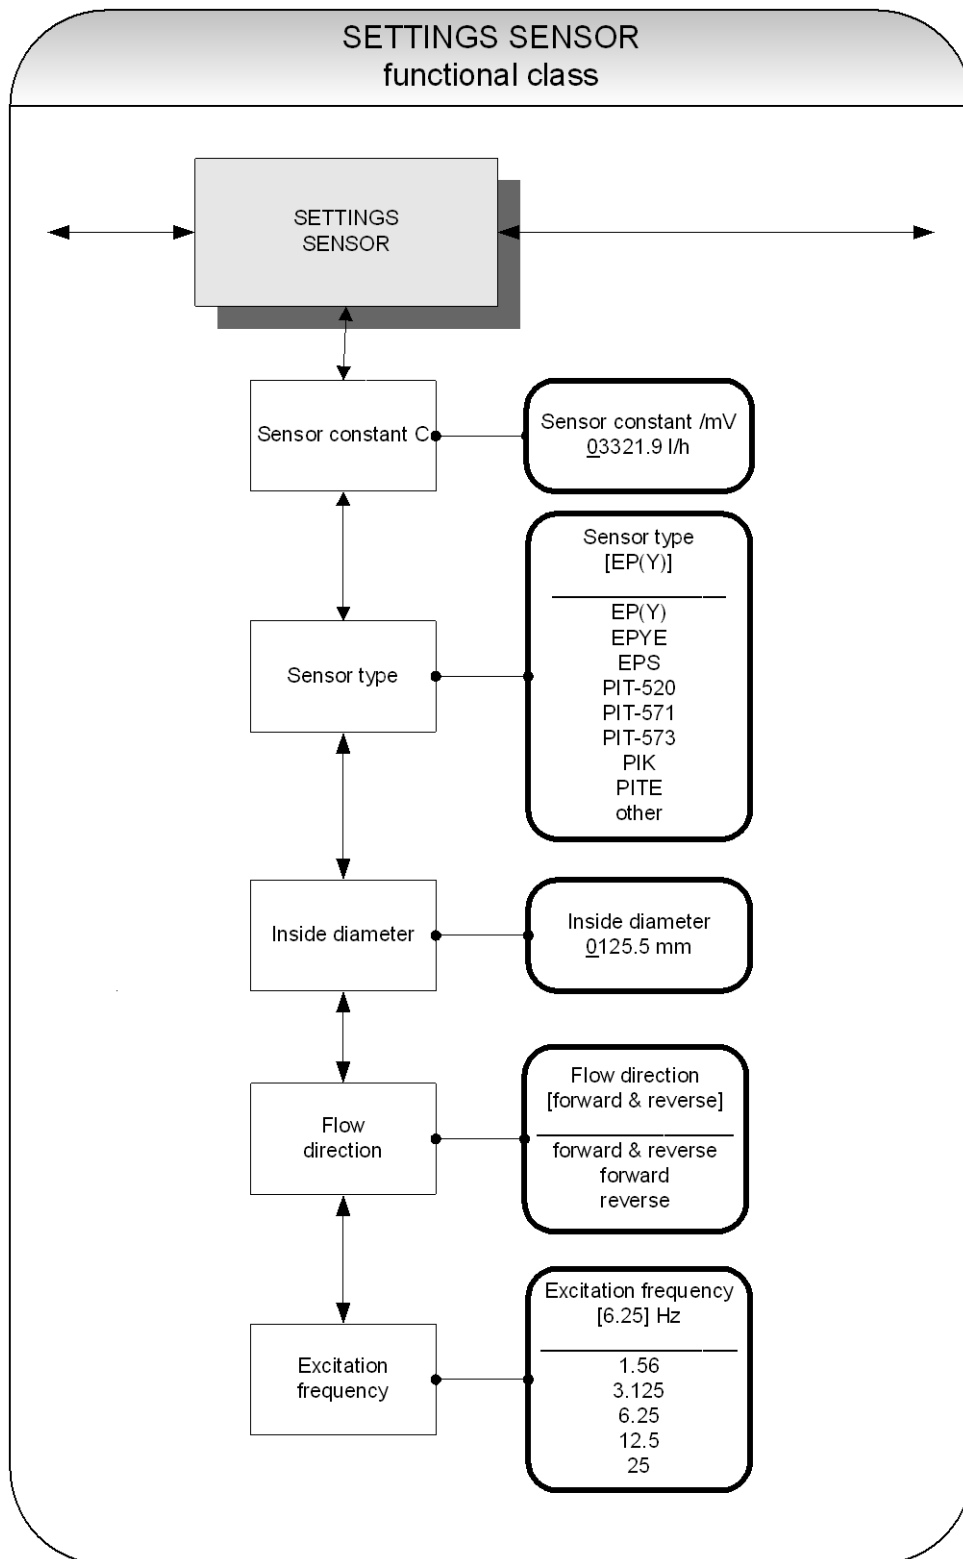 SETTINGS SENSOR
functional class
SETTINGS
SENSOR
Sensor constant C
Sensor constant /mV
03321.9 l/h
Sensor type
Sensor type
[EP(Y)]
EP(Y)
EPYE
EPS
PIT-520
PIT-571
PIT-573
PIK
PITE
other
Inside diameter
Inside diameter
0125.5 mm
Flow
direction
Flow direction
[forward & reverse]
forward & reverse
forward
reverse
Excitation
frequency
Excitation frequency
[6.25] Hz
1.56
3.125
6.25
12.5
25